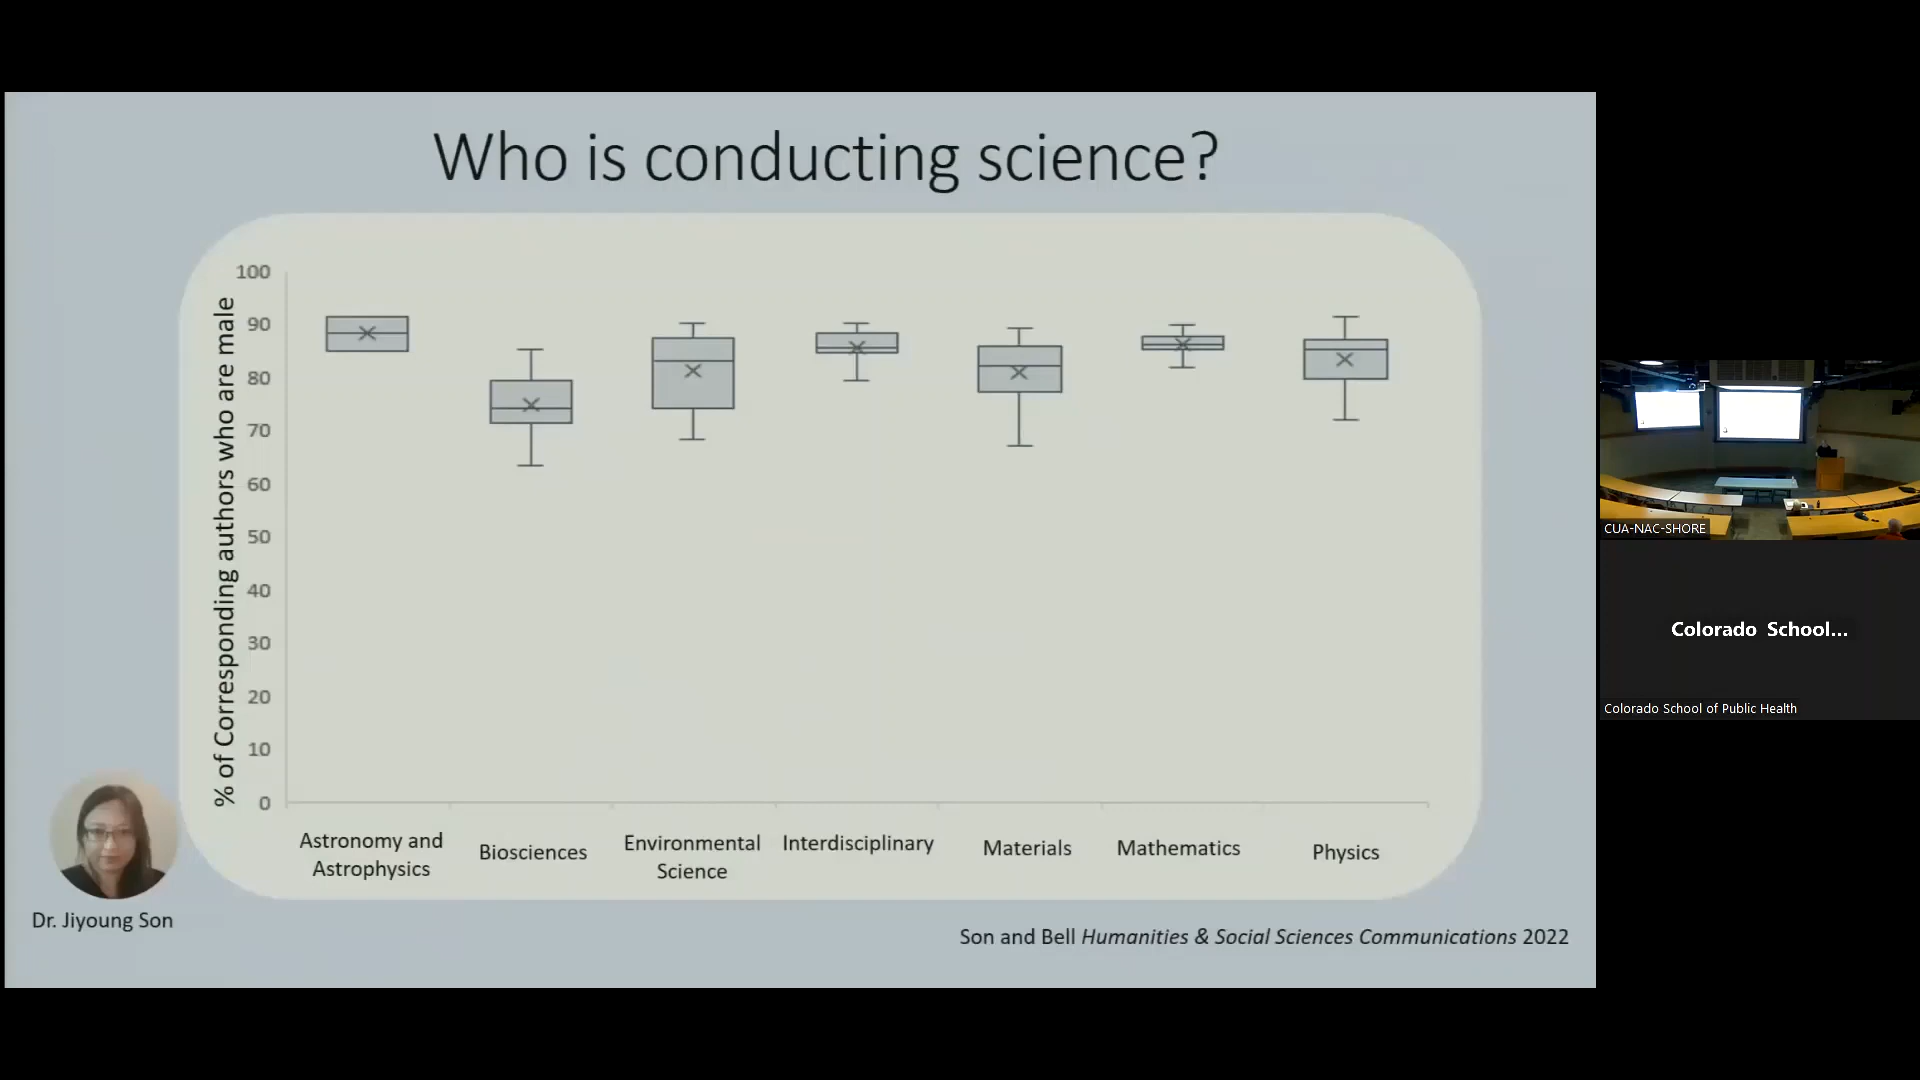 Who is conducting science?
% of Corresponding authors who are male
100
90
80
70
60
50
40
30
20
10
0
Astronomy and
Astrophysics
Biosciences
Environmental
Science
Interdisciplinary
Materials
Mathematics
Physics
Dr. Jiyoung Son
Son and Bell Humanities & Social Sciences Communications 2022
CUA-NAC-SHORE
Colorado School...
Colorado School of Public Health